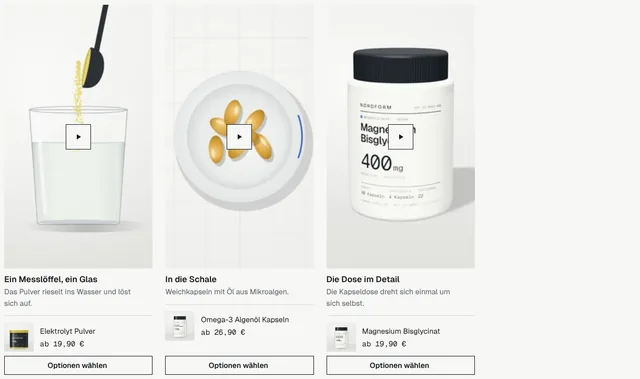 NORDFORM
Magne
Bisgly
400 mg
Ein Messlöffel, ein Glas
Das Pulver rieselt ins Wasser und löst
sich auf.
Elektrolyt Pulver
ab 19,90 €
Optionen wählen
In die Schale
Weichkapseln mit Öl aus Mikroalgen.
Omega-3 Algenöl Kapseln
ab 26,90 €
Optionen wählen
Die Dose im Detail
Die Kapseldose dreht sich einmal um
sich selbst.
Magnesium Bisglycinat
ab 19,90 €
Optionen wählen